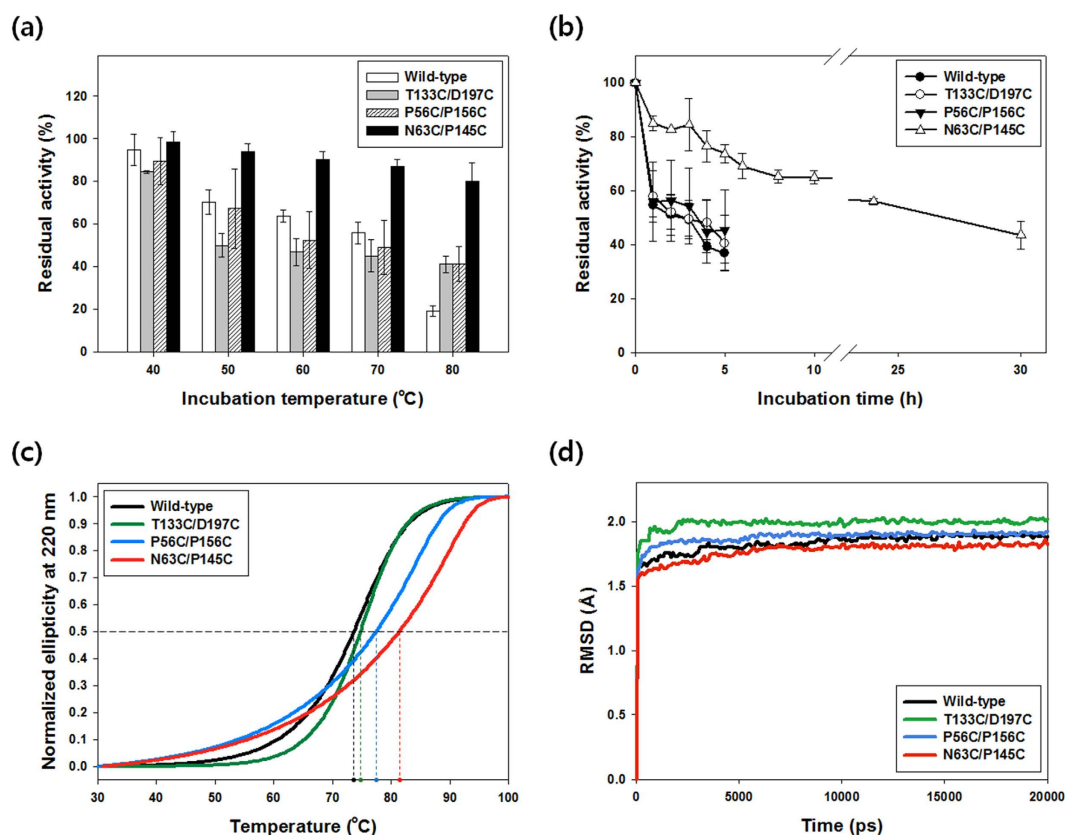 (a)
Residual activity (%)
120
100
80
60
40
20
0
Wild-type
T133C/D197C
P56C/P156C
N63C/P145C
40 50 60 70 80
Incubation temperature (°C)
(b)
Residual activity (%)
100
80
60
40
20
0
Wild-type
T133C/D197C
P56C/P156C
N63C/P145C
0 5 10 25 30
Incubation time (h)
(c)
Normalized ellipticity at 220 nm
1.0
0.9
0.8
0.7
0.6
0.5
0.4
0.3
0.2
0.1
0.0
Wild-type
T133C/D197C
P56C/P156C
N63C/P145C
30 40 50 60 70 80 90 100
Temperature (°C)
(d)
RMSD (Å)
2.0
1.5
1.0
0.5
0.0
Wild-type
T133C/D197C
P56C/P156C
N63C/P145C
0 5000 10000 15000 20000
Time (ps)